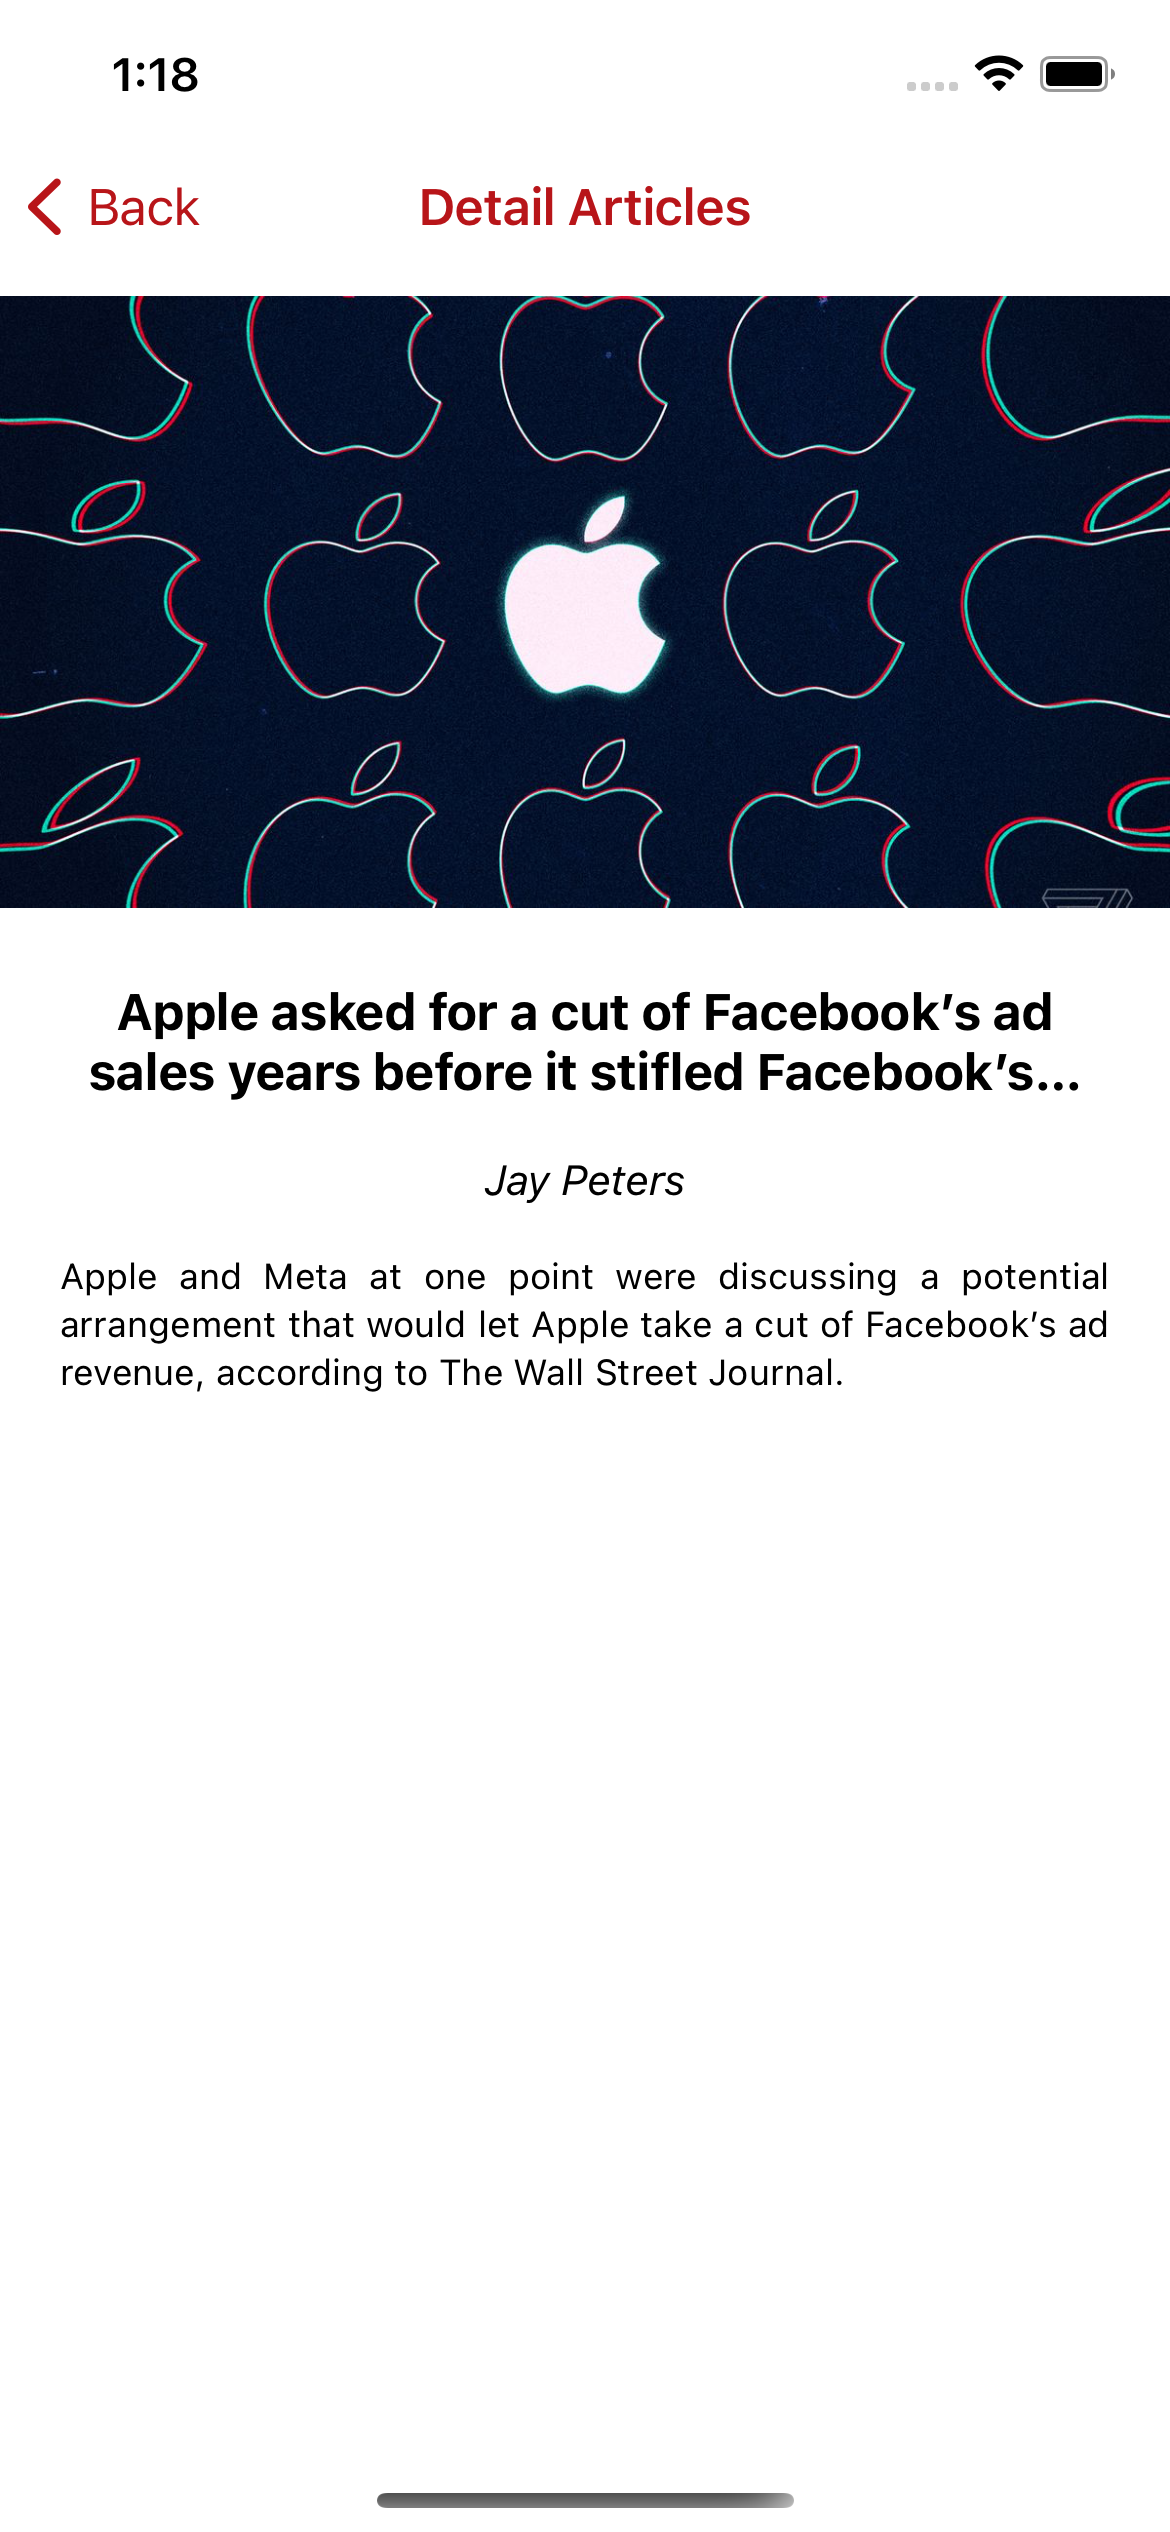 1:18
Back
Detail Articles
Apple asked for a cut of Facebook’s ad
sales years before it stifled Facebook’s...
Jay Peters
Apple and Meta at one point were discussing a potential
arrangement that would let Apple take a cut of Facebook’s ad
revenue, according to The Wall Street Journal.